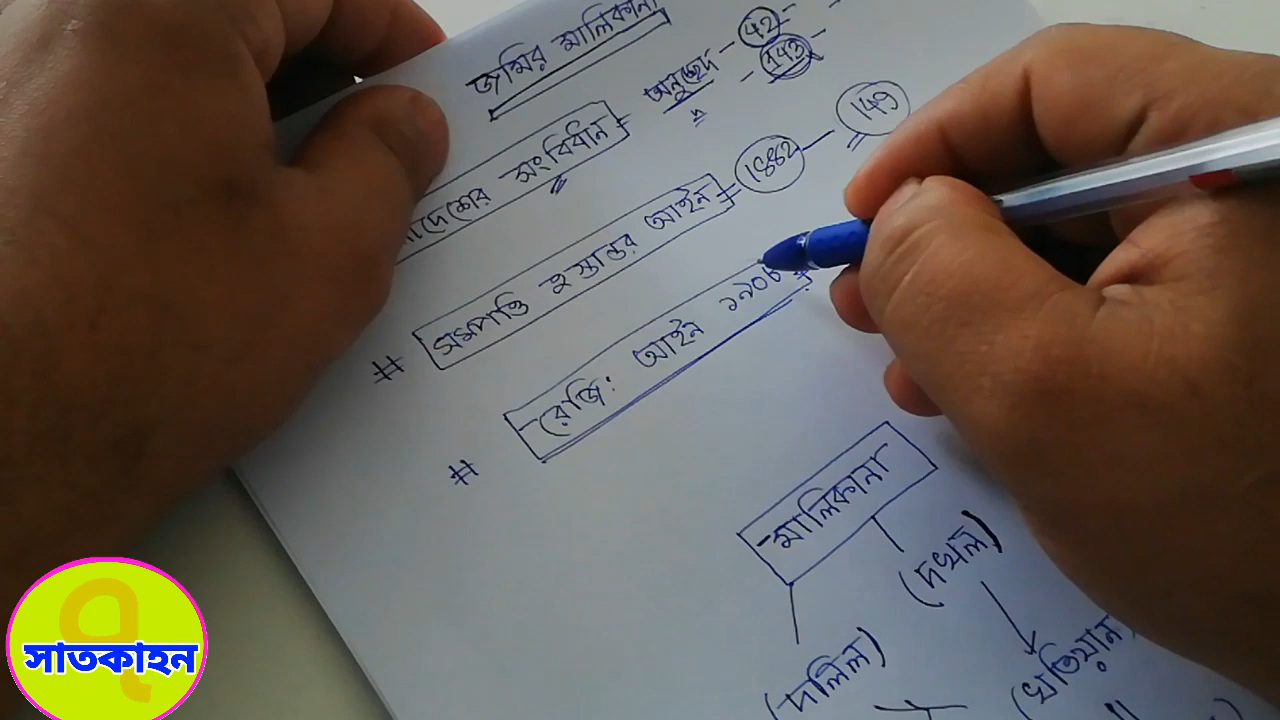 জমির মালিকানা
াদেশের সংবিধান = অনুচ্ছেদ - 42 =
- 143 -
# সম্পত্তি হস্তান্তর আইন = 1882 - 149
# রেজি: আইন ১৯০৮
মালিকানা
(দখল)
(দলিল)
(খতিয়ান)
সাতকাহন